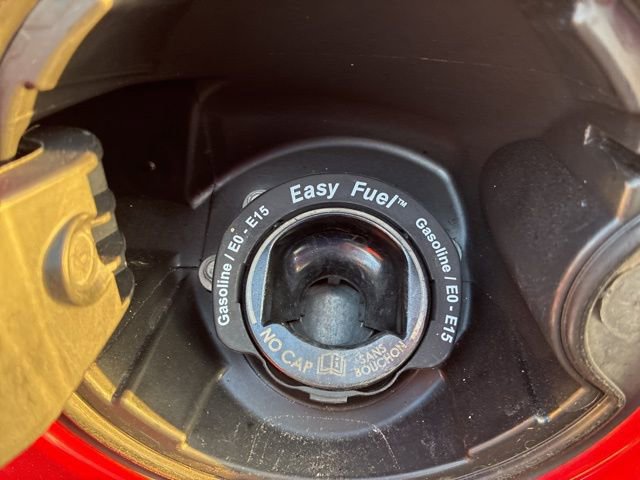 Easy Fuel™
Gasoline / E0 - E15
Gasoline / E0 - E15
NO CAP
SANS
BOUCHON